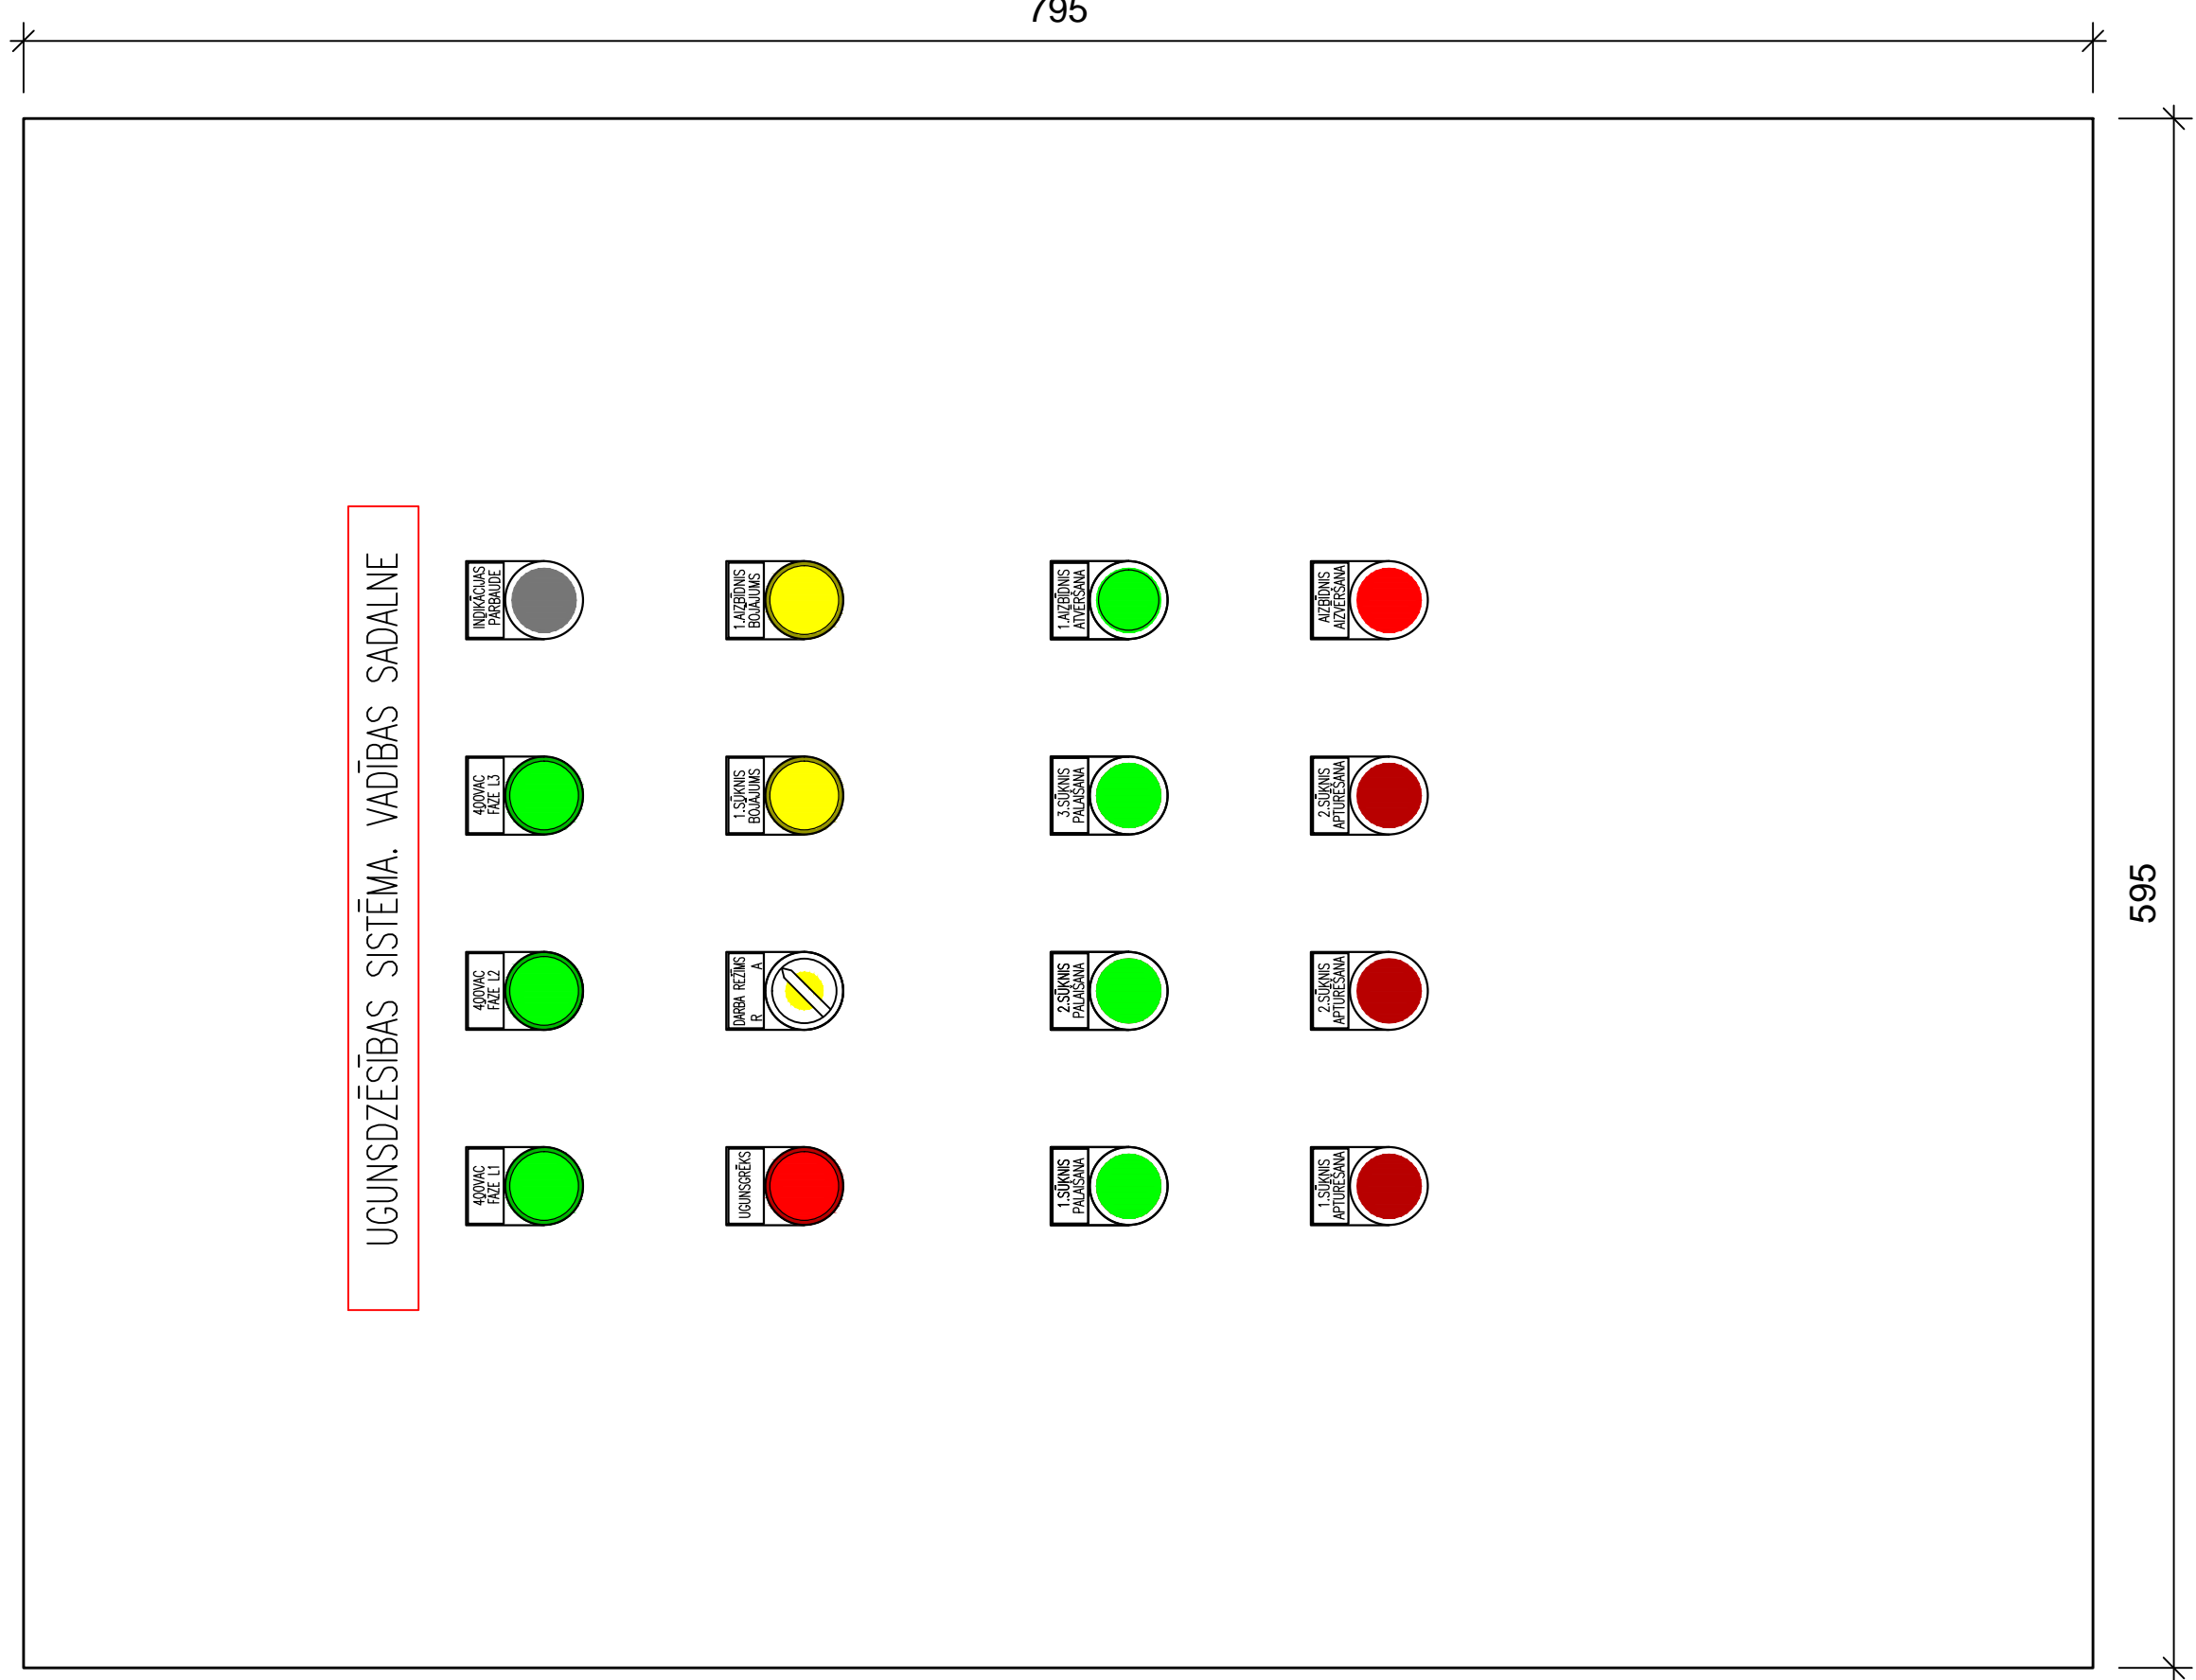 795
595
UGUNSDZĒSĪBAS SISTĒMA. VADĪBAS SADALNE
400VAC
FĀZE L1
400VAC
FĀZE L2
400VAC
FĀZE L3
INDIKĀCIJAS
PĀRBAUDE
UGUNSGRĒKS
DARBA REŽĪMS
R A
1.SŪKNIS
BOJĀJUMS
1.AIZBĪDNIS
BOJĀJUMS
1.SŪKNIS
PALAIŠANA
2.SŪKNIS
PALAIŠANA
3.SŪKNIS
PALAIŠANA
1.AIZBĪDNIS
ATVĒRŠANA
1.SŪKNIS
APTURĒŠANA
2.SŪKNIS
APTURĒŠANA
2.SŪKNIS
APTURĒŠANA
AIZBĪDNIS
AIZVĒRŠANA